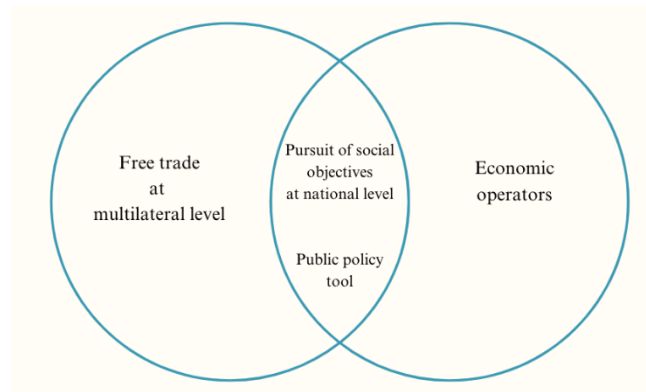 Free trade
at
multilateral level
Pursuit of social
objectives
at national level
Public policy
tool
Economic
operators